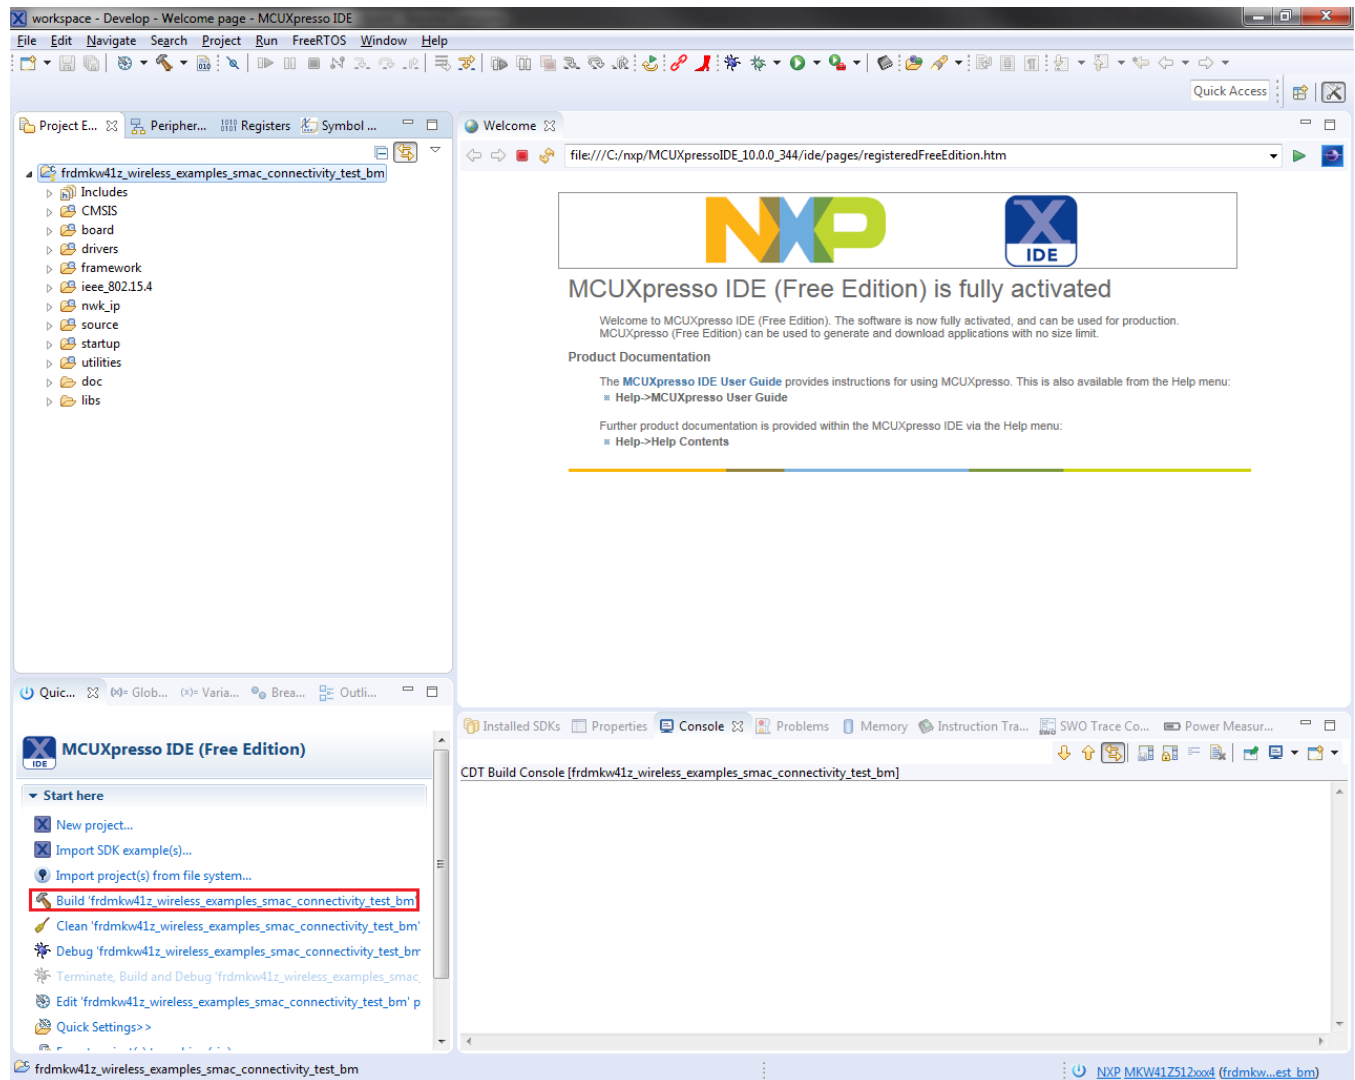 workspace - Develop - Welcome page - MCUXpresso IDE
File Edit Navigate Search Project Run FreeRTOS Window Help
Quick Access
Project E... Peripher... Registers Symbol ...
frdmkw41z_wireless_examples_smac_connectivity_test_bm
Includes
CMSIS
board
drivers
framework
ieee_802.15.4
nwk_ip
source
startup
utilities
doc
libs
Welcome
file:///C:/nxp/MCUXpressoIDE_10.0.0_344/ide/pages/registeredFreeEdition.htm
NXP
IDE
MCUXpresso IDE (Free Edition) is fully activated
Welcome to MCUXpresso IDE (Free Edition). The software is now fully activated, and can be used for production.
MCUXpresso (Free Edition) can be used to generate and download applications with no size limit.
Product Documentation
The MCUXpresso IDE User Guide provides instructions for using MCUXpresso. This is also available from the Help menu:
Help->MCUXpresso User Guide
Further product documentation is provided within the MCUXpresso IDE via the Help menu:
Help->Help Contents
Quic... (x)= Glob... (x)= Varia... Brea... Outli...
IDE
MCUXpresso IDE (Free Edition)
Start here
New project...
Import SDK example(s)...
Import project(s) from file system...
Build 'frdmkw41z_wireless_examples_smac_connectivity_test_bm'
Clean 'frdmkw41z_wireless_examples_smac_connectivity_test_bm'
Debug 'frdmkw41z_wireless_examples_smac_connectivity_test_bm
Terminate, Build and Debug 'frdmkw41z_wireless_examples_smac_
Edit 'frdmkw41z_wireless_examples_smac_connectivity_test_bm' p
Quick Settings>>
Installed SDKs Properties Console Problems Memory Instruction Tra... SWO Trace Co... Power Measur...
CDT Build Console [frdmkw41z_wireless_examples_smac_connectivity_test_bm]
frdmkw41z_wireless_examples_smac_connectivity_test_bm
NXP MKW41Z512xxx4 (frdmkw...est_bm)